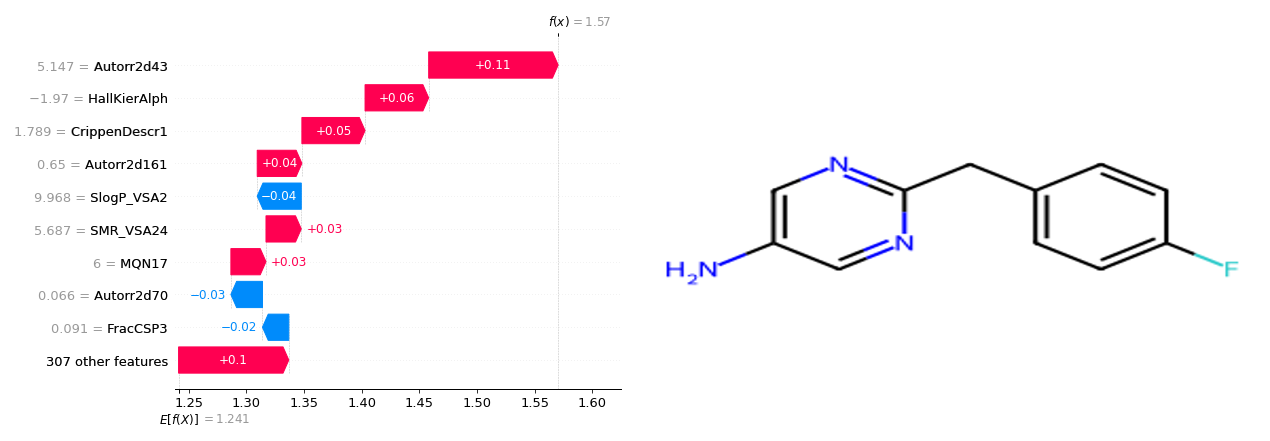 f(x) = 1.57
5.147 = Autorr2d43 +0.11
−1.97 = HallKierAlph +0.06
1.789 = CrippenDescr1 +0.05
0.65 = Autorr2d161 +0.04
9.968 = SlogP_VSA2 −0.04
5.687 = SMR_VSA24 +0.03
6 = MQN17 +0.03
0.066 = Autorr2d70 −0.03
0.091 = FracCSP3 −0.02
307 other features +0.1
1.25 1.30 1.35 1.40 1.45 1.50 1.55 1.60
E[f(X)] = 1.241
N
N
H2N
F